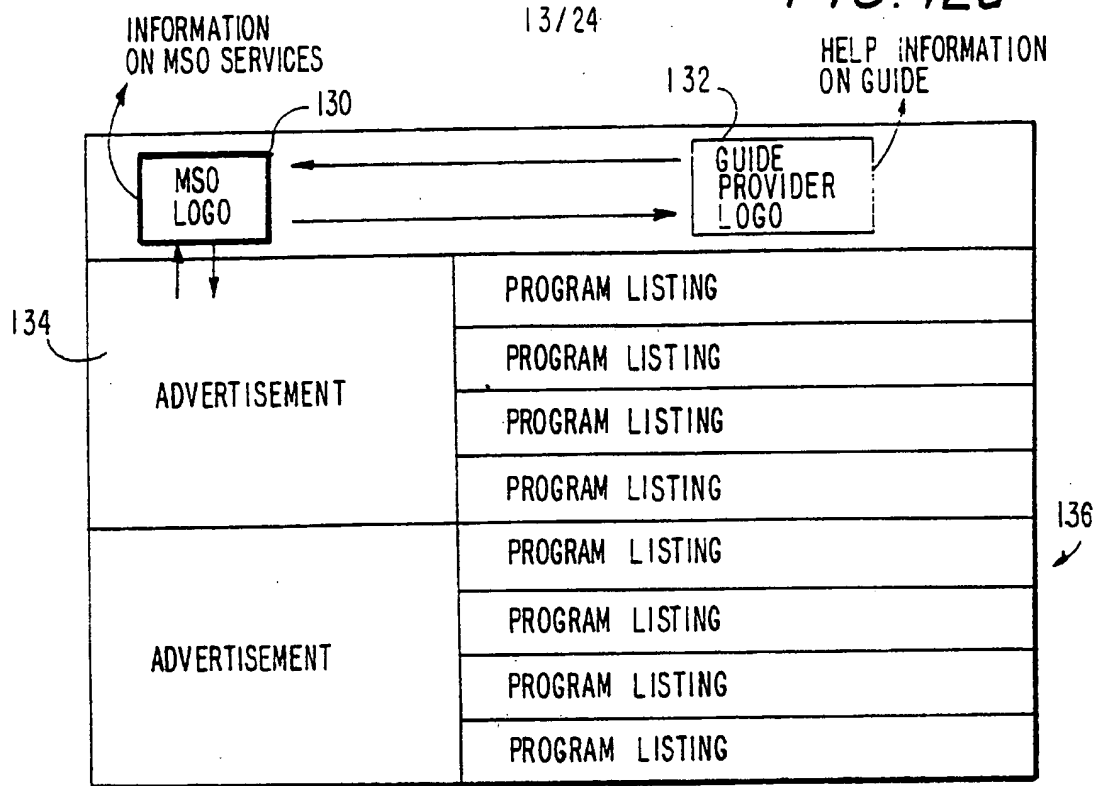 13/24
INFORMATION
ON MSO SERVICES
HELP INFORMATION
ON GUIDE
130
132
MSO
LOGO
GUIDE
PROVIDER
LOGO
134
ADVERTISEMENT
PROGRAM LISTING
PROGRAM LISTING
PROGRAM LISTING
PROGRAM LISTING
136
ADVERTISEMENT
PROGRAM LISTING
PROGRAM LISTING
PROGRAM LISTING
PROGRAM LISTING